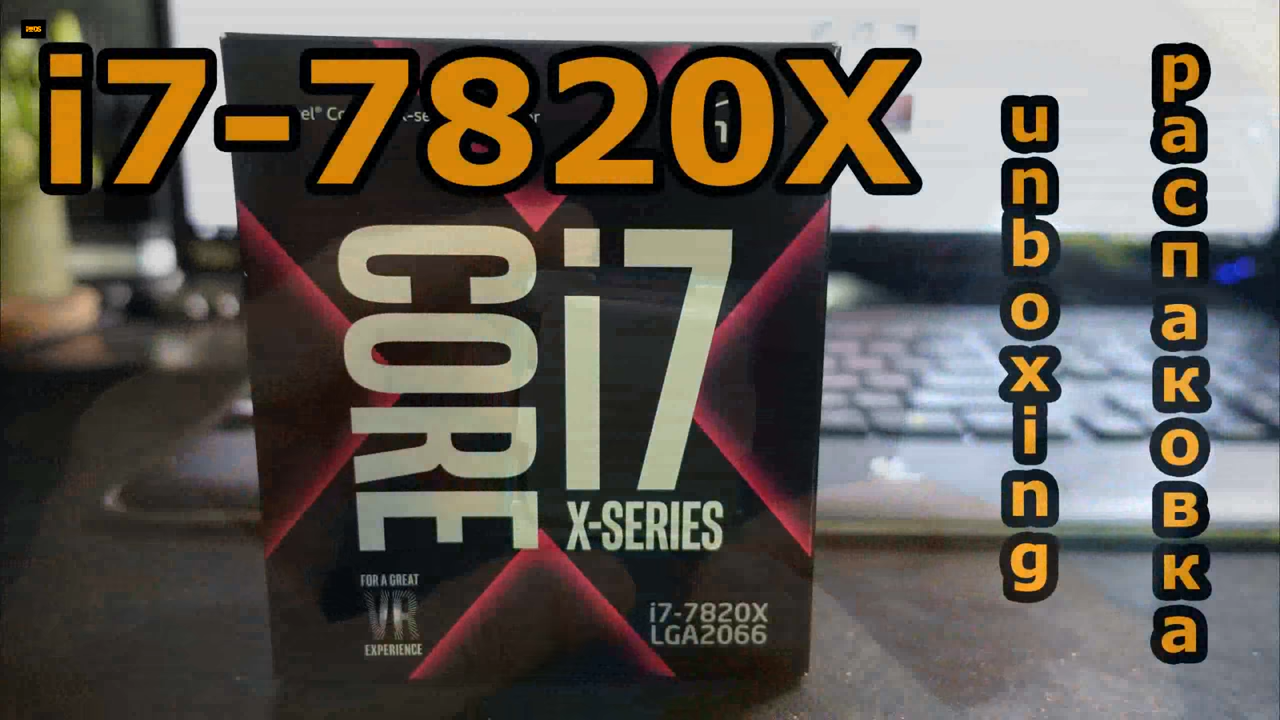 i7-7820X
unboxing
распаковка
CORE
i7
X-SERIES
FOR A GREAT
VR
EXPERIENCE
i7-7820X
LGA2066